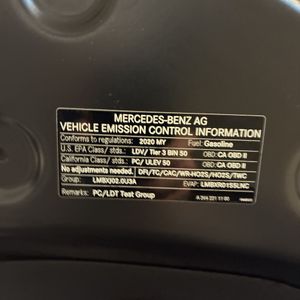 MERCEDES-BENZ AG
VEHICLE EMISSION CONTROL INFORMATION
Conforms to regulations: 2020 MY Fuel: Gasoline
U.S. EPA Class/ stds.: LDV/ Tier 3 BIN 50 OBD: CA OBD II
California Class/ stds.: PC/ ULEV 50 OBD: CA OBD II
No adjustments needed. DFI/TC/CAC/WR-HO2S/HO2S/TWC
Group: LMBXJ02.0U3A EVAP: LMBXR0155LNC
Remarks: PC/LDT Test Group